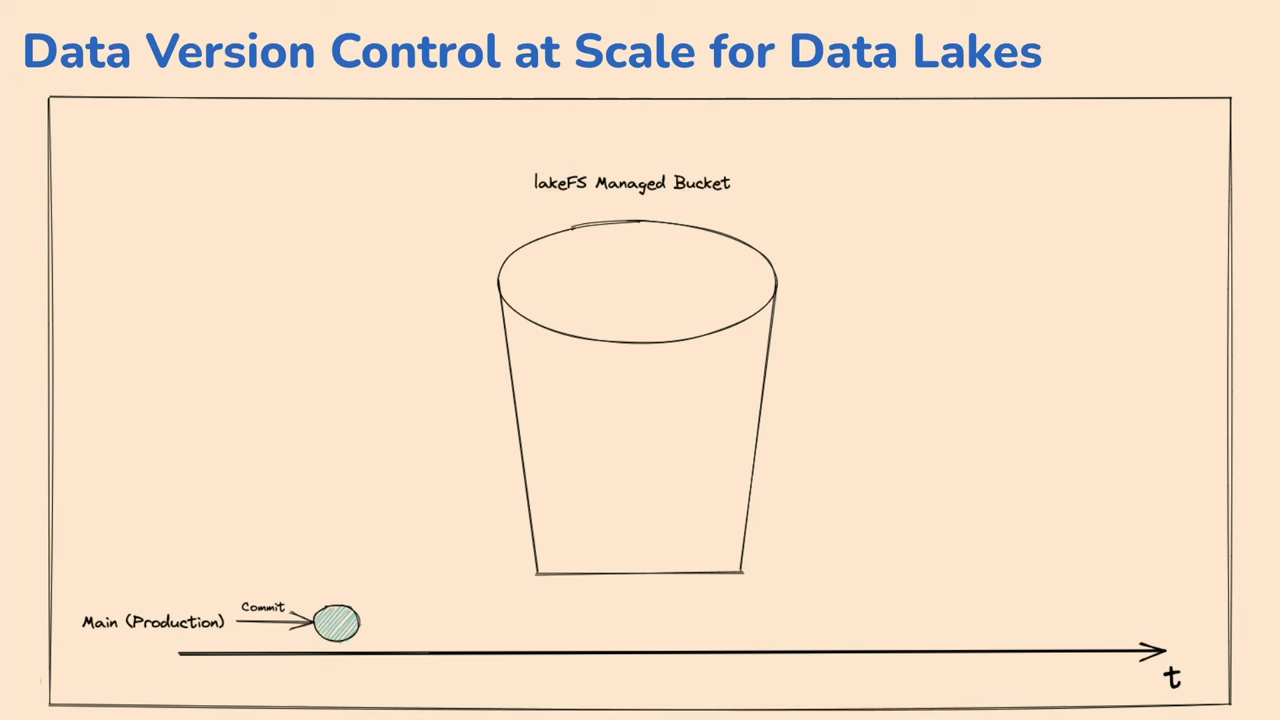 Data Version Control at Scale for Data Lakes
lakeFS Managed Bucket
Commit
Main (Production)
t